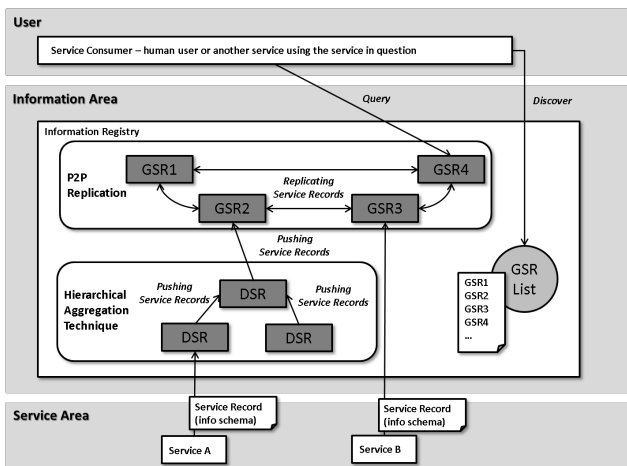 User
Service Consumer – human user or another service using the service in question
Information Area
Query
Discover
Information Registry
P2P
Replication
GSR1
GSR4
Replicating
Service Records
GSR2
GSR3
Pushing
Service Records
Hierarchical
Aggregation
Technique
Pushing
Service Records
Pushing
Service Records
DSR
DSR
DSR
GSR
List
GSR1
GSR2
GSR3
GSR4
...
Service Area
Service Record
(info schema)
Service A
Service Record
(info schema)
Service B